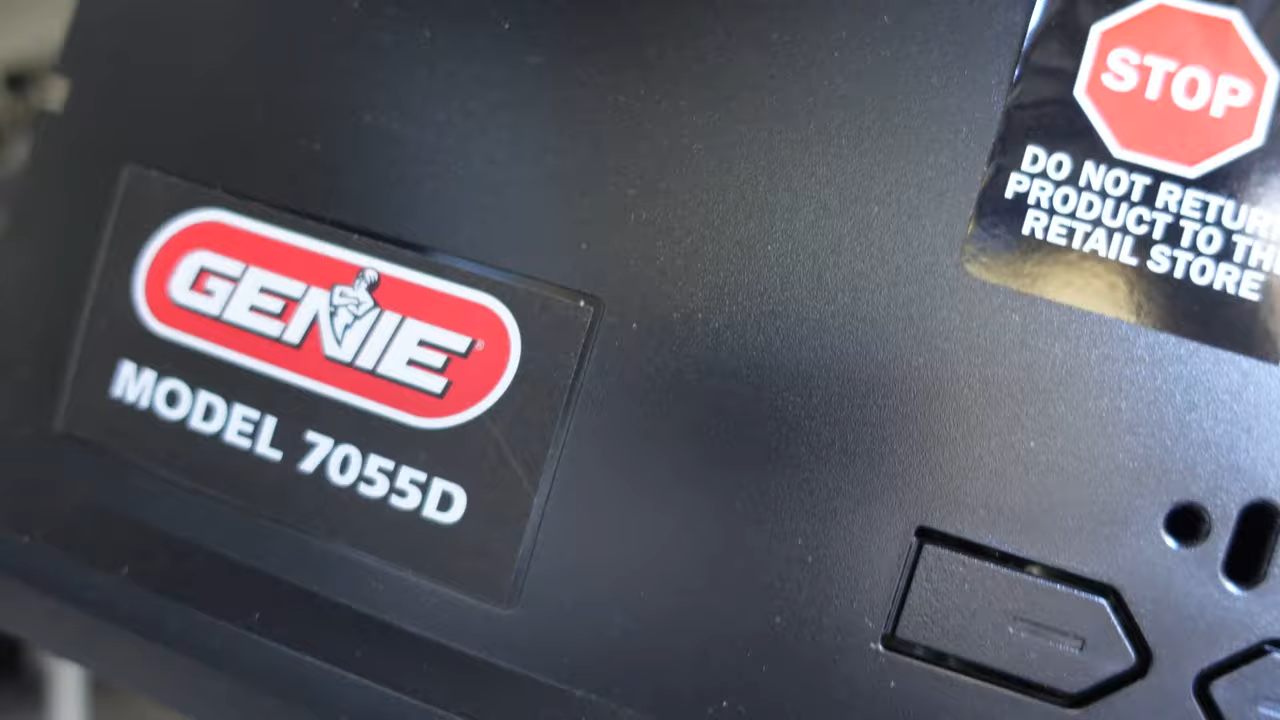 GENIE
MODEL 7055D
STOP
DO NOT RETUR
PRODUCT TO TH
RETAIL STORE